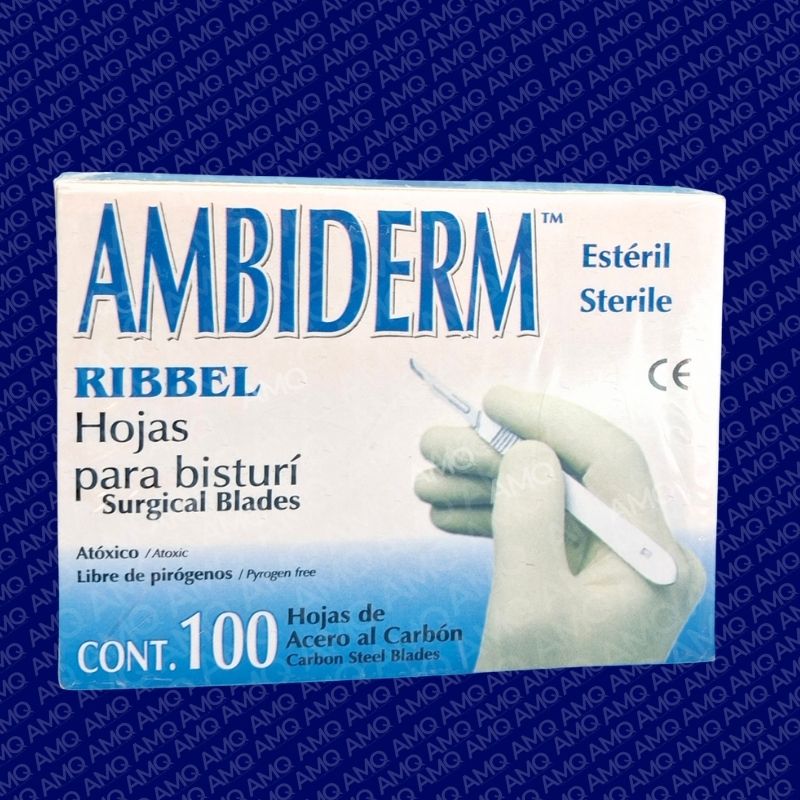 AMBIDERM™
Estéril
Sterile
CE
RIBBEL
Hojas
para bisturí
Surgical Blades
Atóxico / Atoxic
Libre de pirógenos / Pyrogen free
CONT. 100 Hojas de
Acero al Carbón
Carbon Steel Blades
AMQ